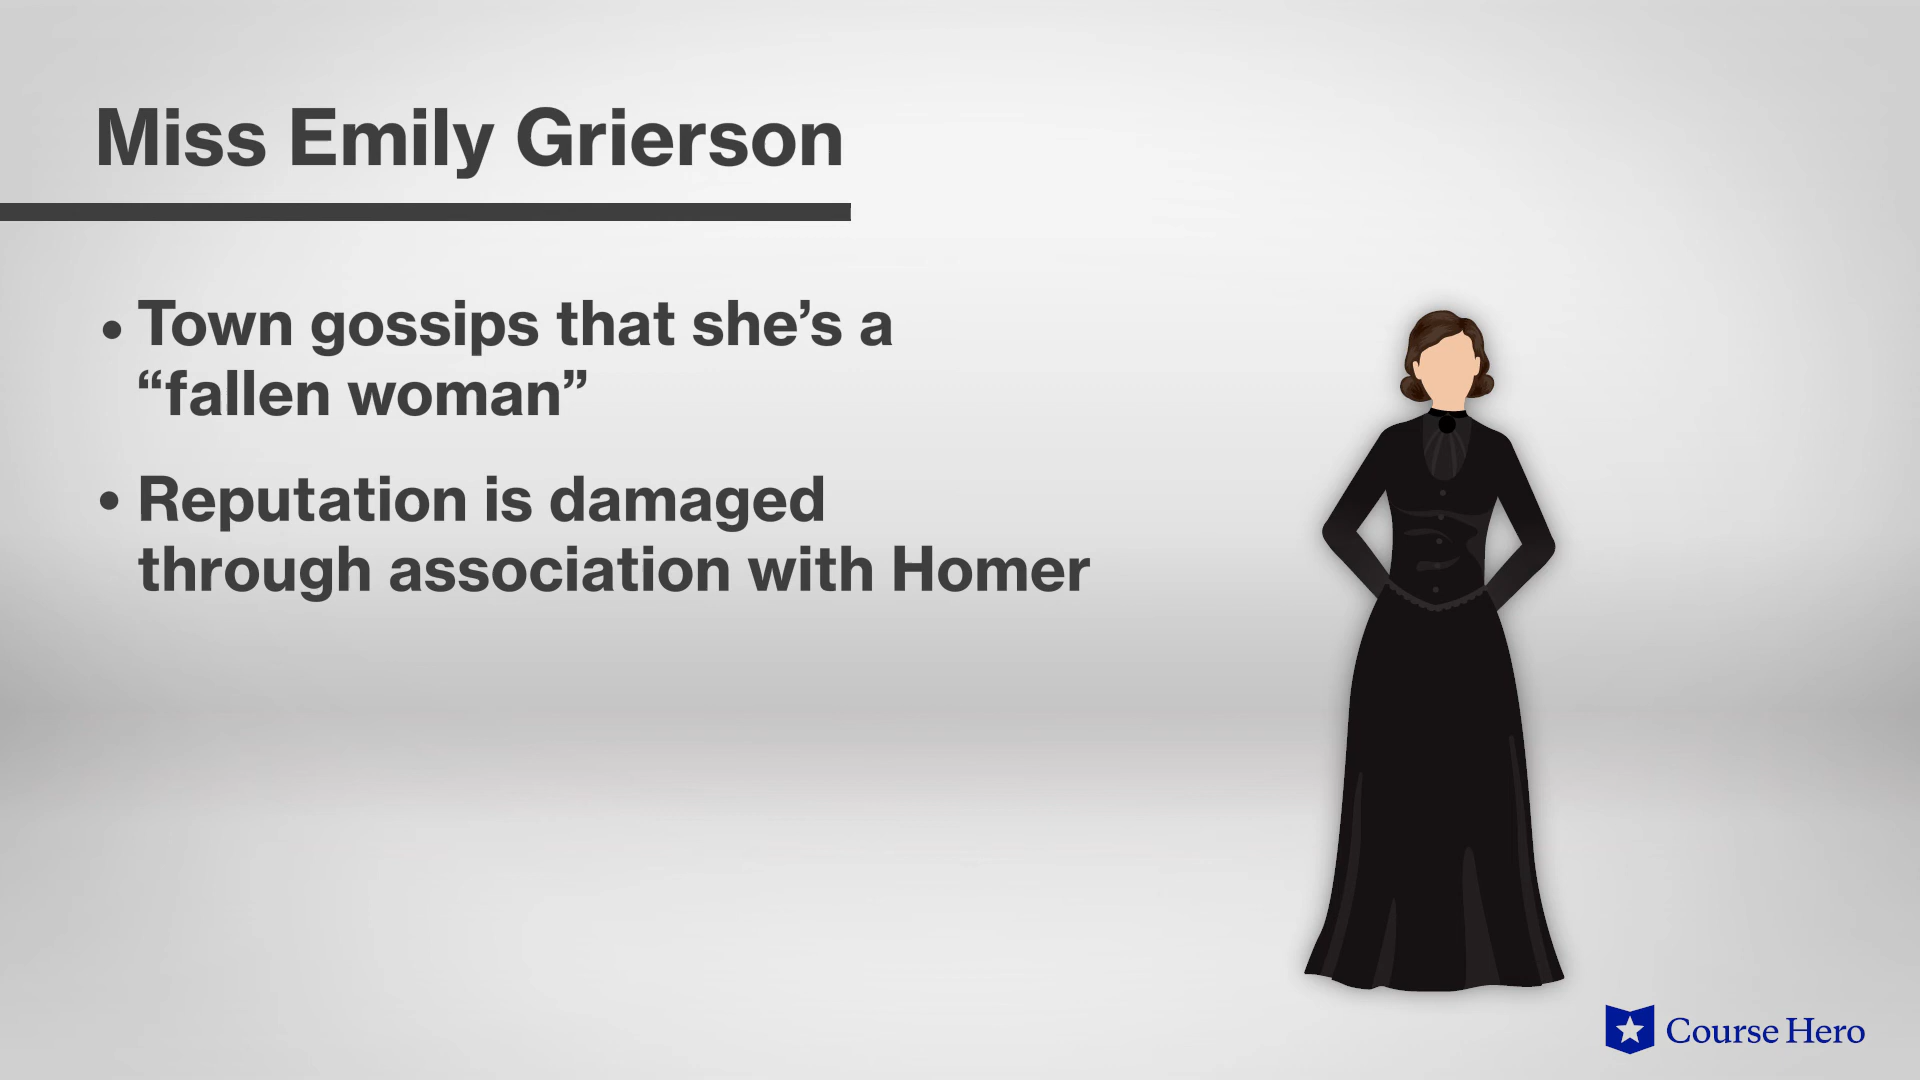 Miss Emily Grierson
• Town gossips that she’s a
“fallen woman”
• Reputation is damaged
through association with Homer
Course Hero